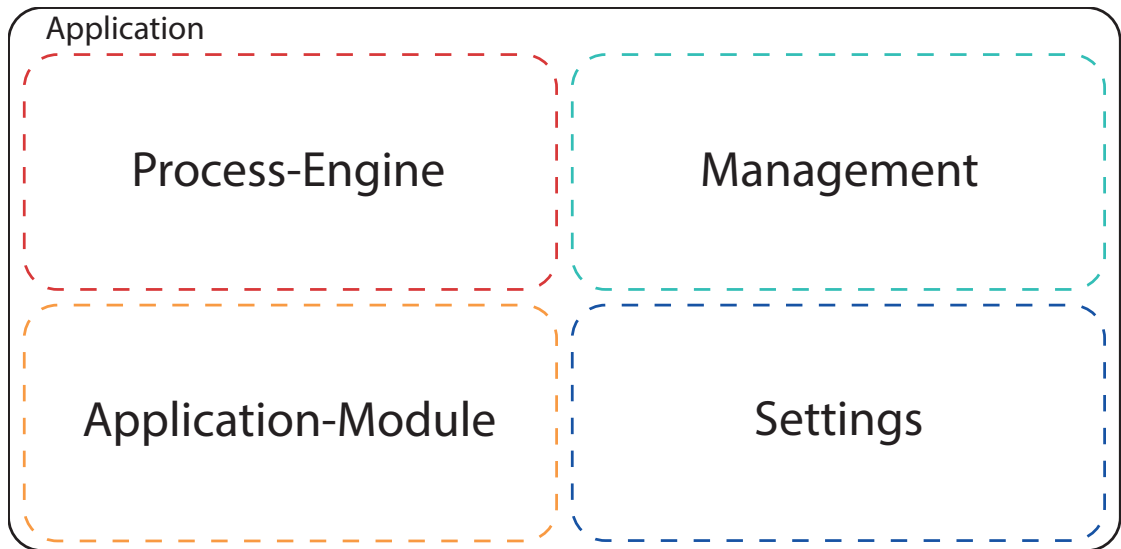 Application
Process-Engine
Management
Application-Module
Settings